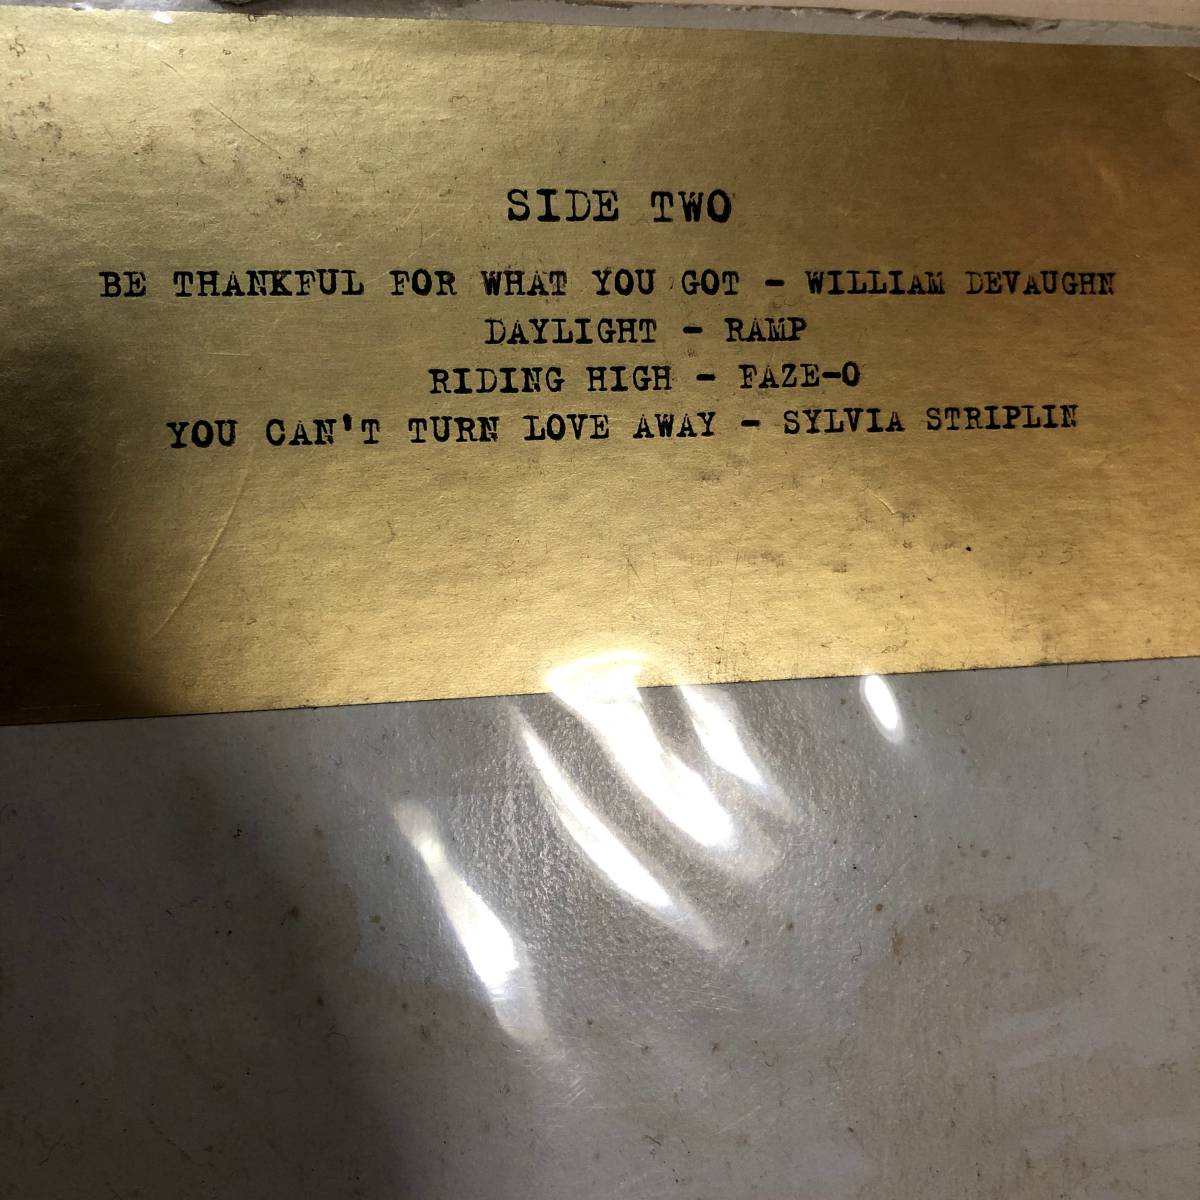 SIDE TWO
BE THANKFUL FOR WHAT YOU GOT - WILLIAM DEVAUGHN
DAYLIGHT - RAMP
RIDING HIGH - FAZE-O
YOU CAN'T TURN LOVE AWAY - SYLVIA STRIPLIN